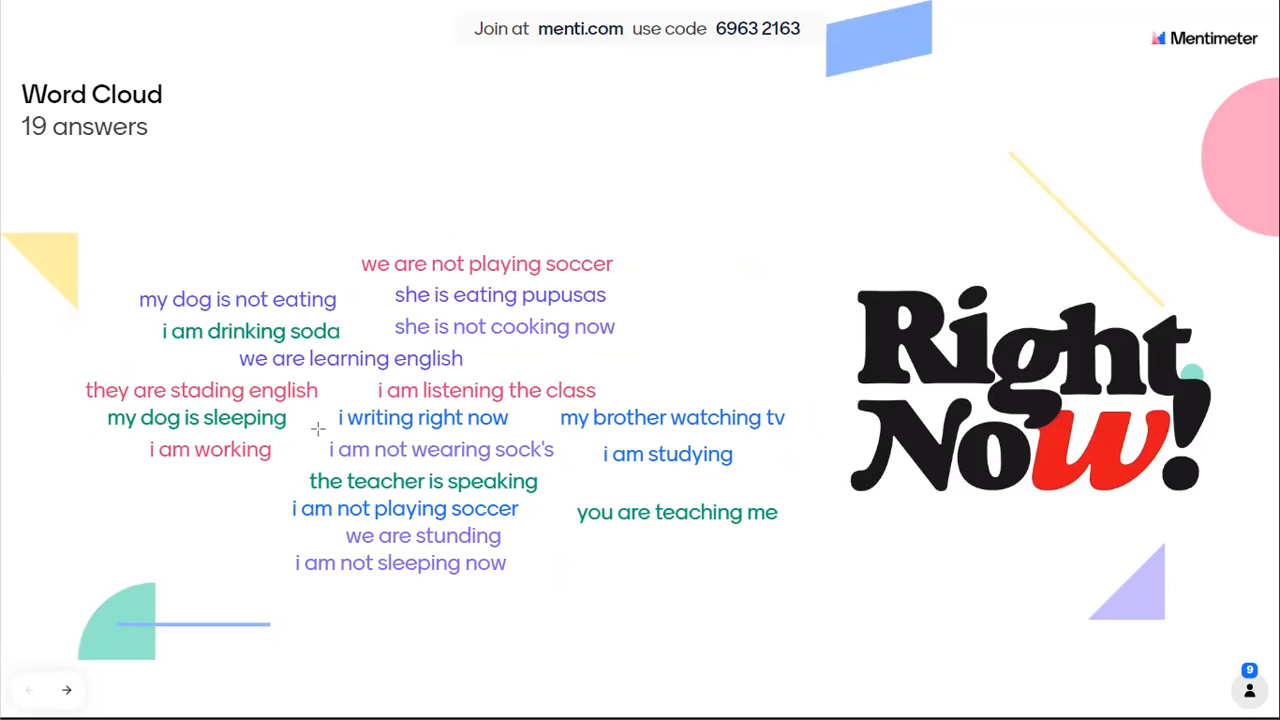 Join at menti.com use code 6963 2163
Mentimeter
Word Cloud
19 answers
we are not playing soccer
my dog is not eating
she is eating pupusas
i am drinking soda
she is not cooking now
we are learning english
they are stading english
i am listening the class
my dog is sleeping
i writing right now
my brother watching tv
i am working
i am not wearing sock's
i am studying
the teacher is speaking
i am not playing soccer
you are teaching me
we are stunding
i am not sleeping now
Right
Now!
9